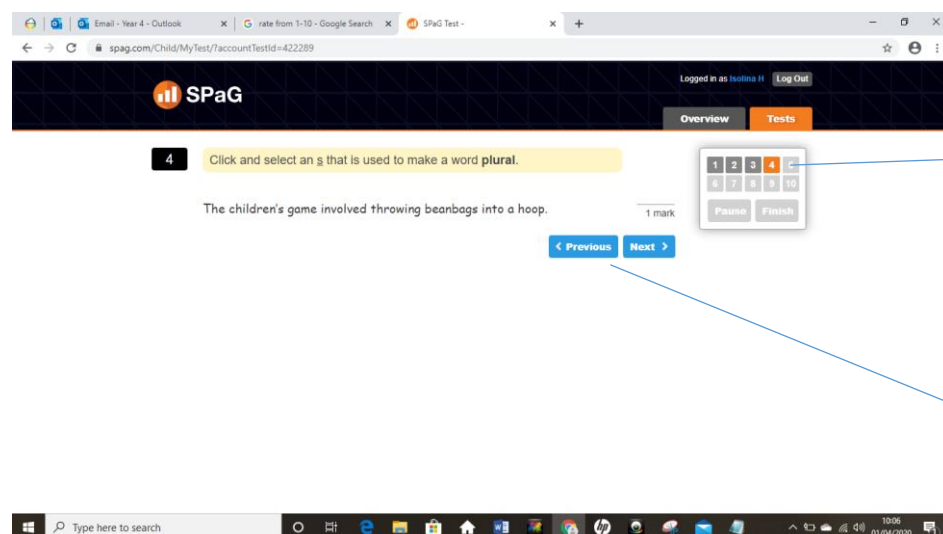 Email - Year 4 - Outlook
rate from 1-10 - Google Search
SPaG Test -
spag.com/Child/MyTest/?accountTestId=422289
Logged in as Isolina H Log Out
SPaG
Overview Tests
4 Click and select an s that is used to make a word plural.
1 2 3 4
6 7 8 9 10
The children's game involved throwing beanbags into a hoop.
1 mark
Pause Finish
Previous Next
Type here to search
10:06
01/04/2020